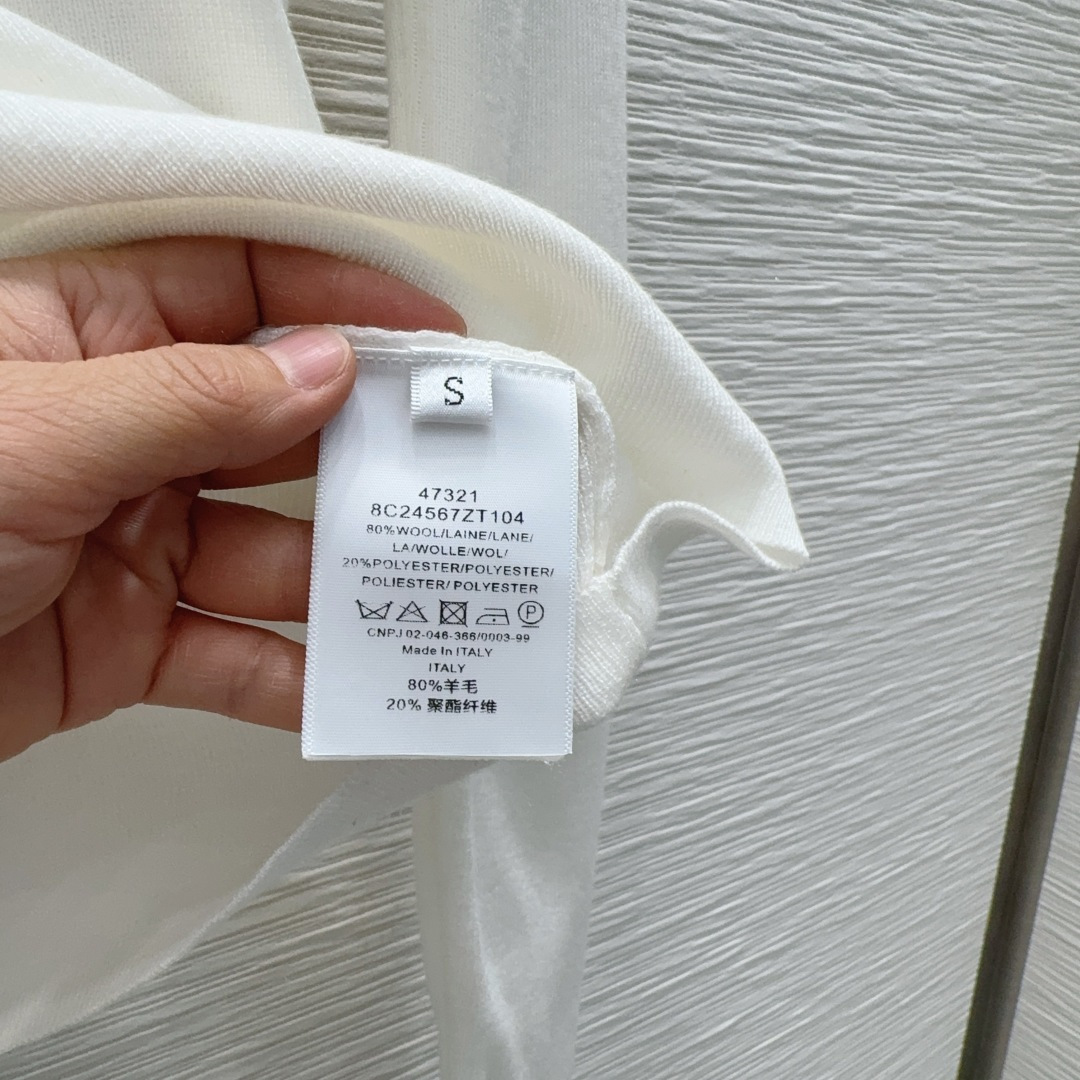 S
47321
8C24567ZT104
80%WOOL/LAINE/LANE/
LA/WOLLE/WOL/
20%POLYESTER/POLYESTER/
POLIESTER/ POLYESTER
P
CNPJ 02-046-366/0003-99
Made In ITALY
ITALY
80%羊毛
20% 聚酯纤维